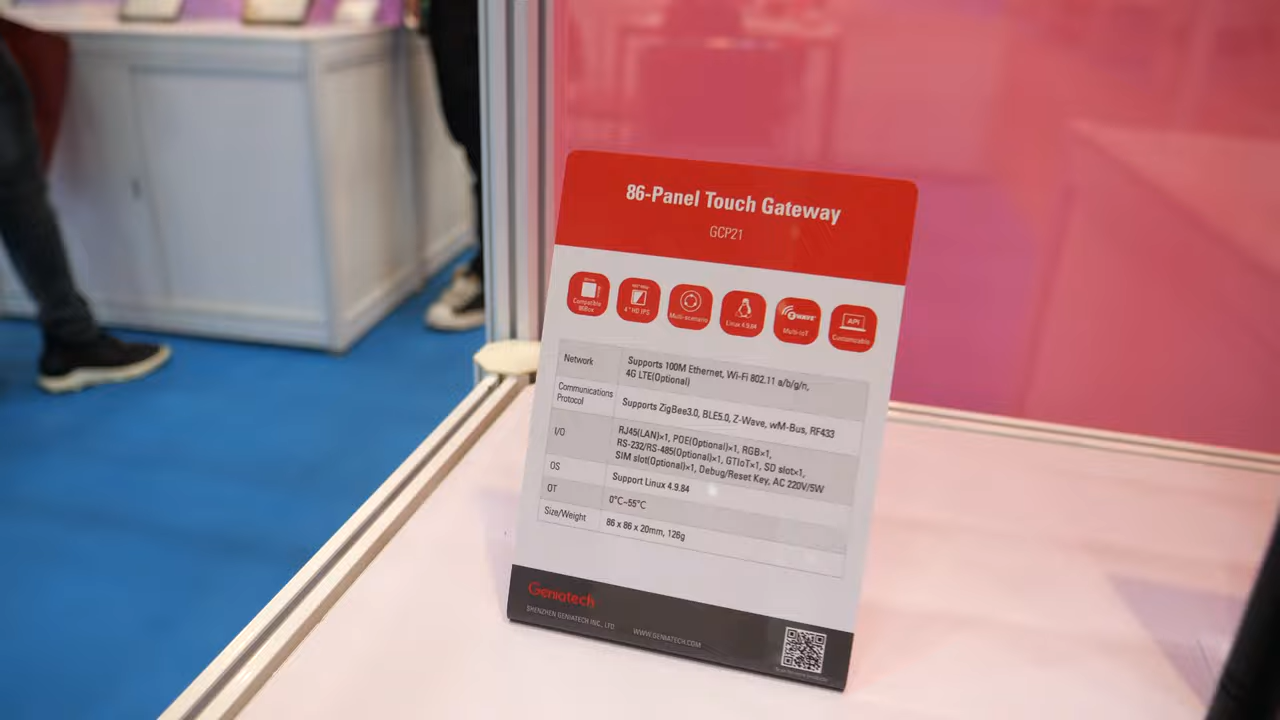 86-Panel Touch Gateway
GCP21
Compatible
86Box
4" HD IPS
Multi-scenario
Linux 4.9.84
Z-WAVE
Multi-IoT
API
Customizable
Network
Supports 100M Ethernet, Wi-Fi 802.11 a/b/g/n,
4G LTE(Optional)
Communications
Protocol
Supports ZigBee3.0, BLE5.0, Z-Wave, wM-Bus, RF433
I/O
RJ45(LAN)×1, POE(Optional)×1, RGB×1,
RS-232/RS-485(Optional)×1, GTIoT×1, SD slot×1,
SIM slot(Optional)×1, Debug/Reset Key, AC 220V/5W
OS
Support Linux 4.9.84
OT
0°C~55°C
Size/Weight
86 x 86 x 20mm, 126g
Geniatech
SHENZHEN GENIATECH INC., LTD
WWW.GENIATECH.COM